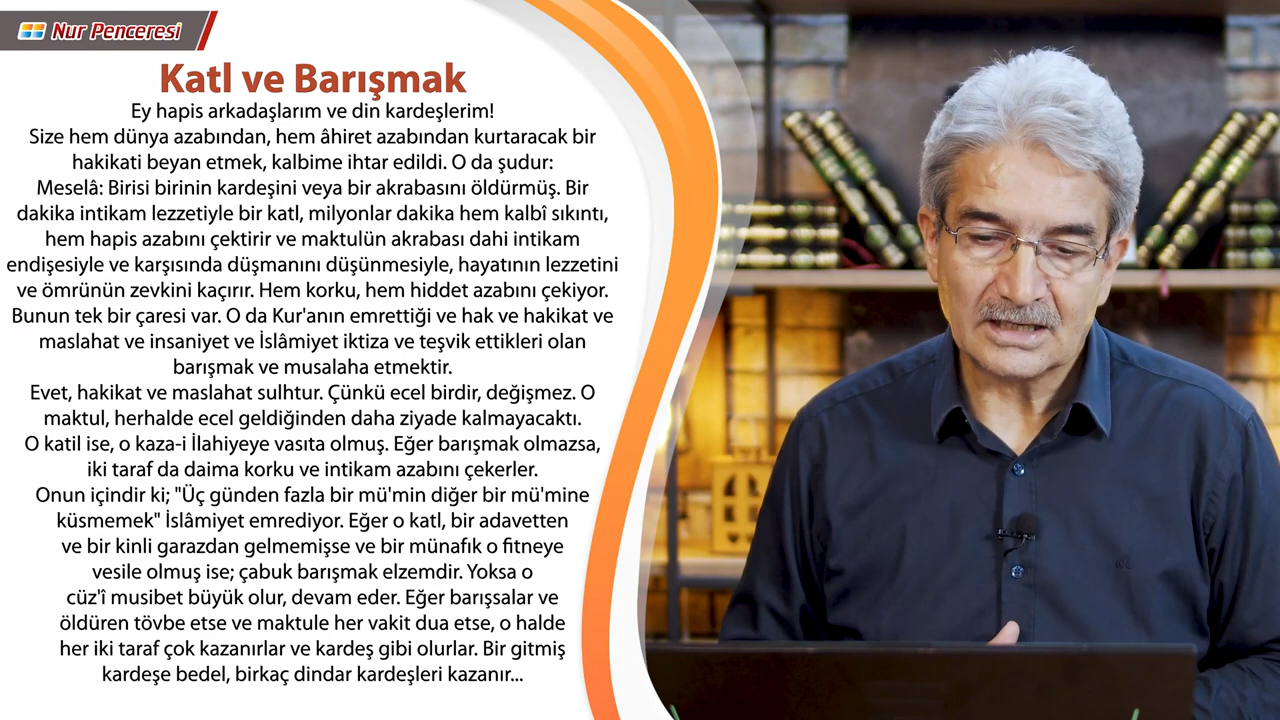 Nur Penceresi
Katl ve Barışmak
Ey hapis arkadaşlarım ve din kardeşlerim!
Size hem dünya azabından, hem âhiret azabından kurtaracak bir
hakikati beyan etmek, kalbime ihtar edildi. O da şudur:
Meselâ: Birisi birinin kardeşini veya bir akrabasını öldürmüş. Bir
dakika intikam lezzetiyle bir katl, milyonlar dakika hem kalbî sıkıntı,
hem hapis azabını çektirir ve maktulün akrabası dahi intikam
endişesiyle ve karşısında düşmanını düşünmesiyle, hayatının lezzetini
ve ömrünün zevkini kaçırır. Hem korku, hem hiddet azabını çekiyor.
Bunun tek bir çaresi var. O da Kur'anın emrettiği ve hak ve hakikat ve
maslahat ve insaniyet ve İslâmiyet iktiza ve teşvik ettikleri olan
barışmak ve musalaha etmektir.
Evet, hakikat ve maslahat sulhtur. Çünkü ecel birdir, değişmez. O
maktul, herhalde ecel geldiğinden daha ziyade kalmayacaktı.
O katil ise, o kaza-i İlahiyeye vasıta olmuş. Eğer barışmak olmazsa,
iki taraf da daima korku ve intikam azabını çekerler.
Onun içindir ki; "Üç günden fazla bir mü'min diğer bir mü'mine
küsmemek" İslâmiyet emrediyor. Eğer o katl, bir adavetten
ve bir kinli garazdan gelmemişse ve bir münafık o fitneye
vesile olmuş ise; çabuk barışmak elzemdir. Yoksa o
cüz'î musibet büyük olur, devam eder. Eğer barışsalar ve
öldüren tövbe etse ve maktule her vakit dua etse, o halde
her iki taraf çok kazanırlar ve kardeş gibi olurlar. Bir gitmiş
kardeşe bedel, birkaç dindar kardeşleri kazanır...